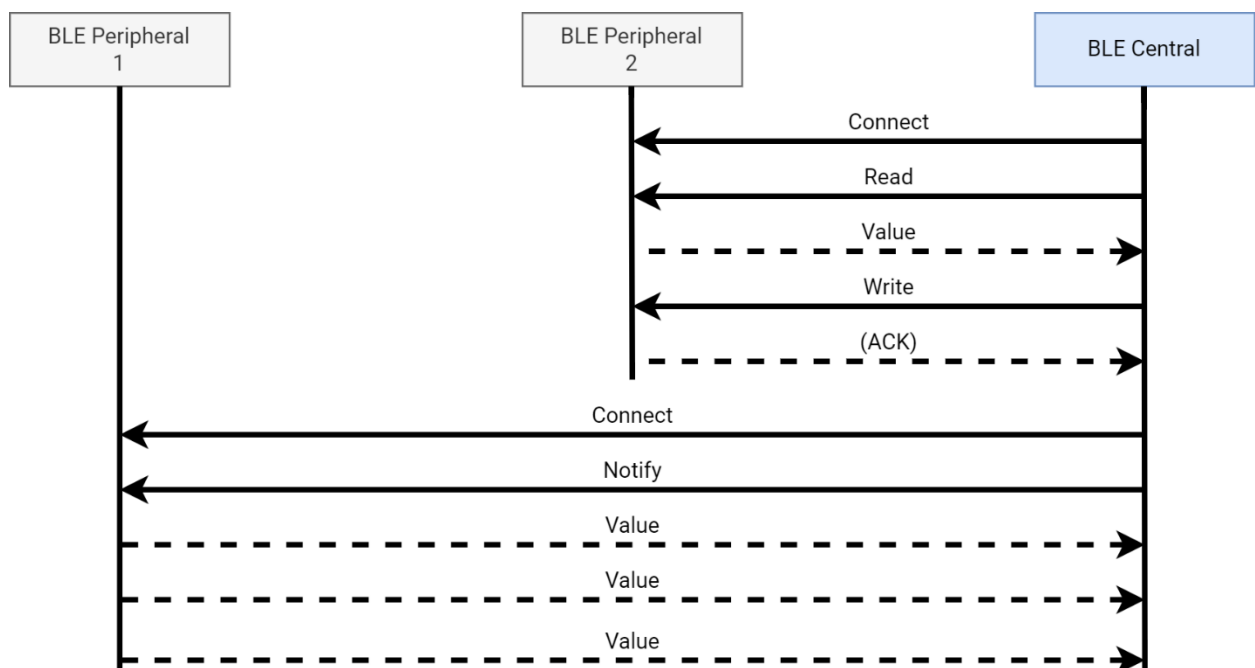 BLE Peripheral
1
BLE Peripheral
2
BLE Central
Connect
Read
Value
Write
(ACK)
Connect
Notify
Value
Value
Value